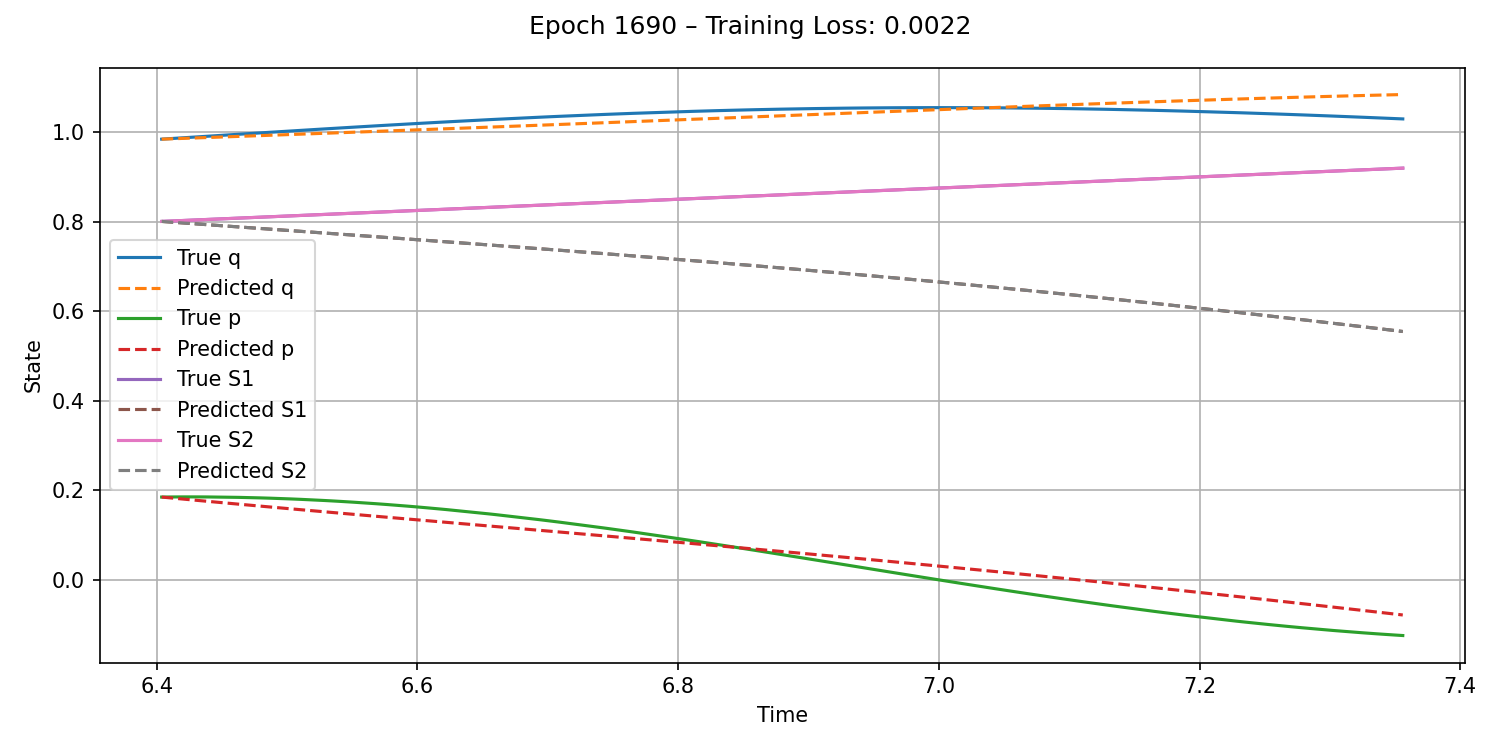 Epoch 1690 – Training Loss: 0.0022
1.0
0.8
0.6
0.4
0.2
0.0
State
True q
Predicted q
True p
Predicted p
True S1
Predicted S1
True S2
Predicted S2
6.4
6.6
6.8
7.0
7.2
7.4
Time